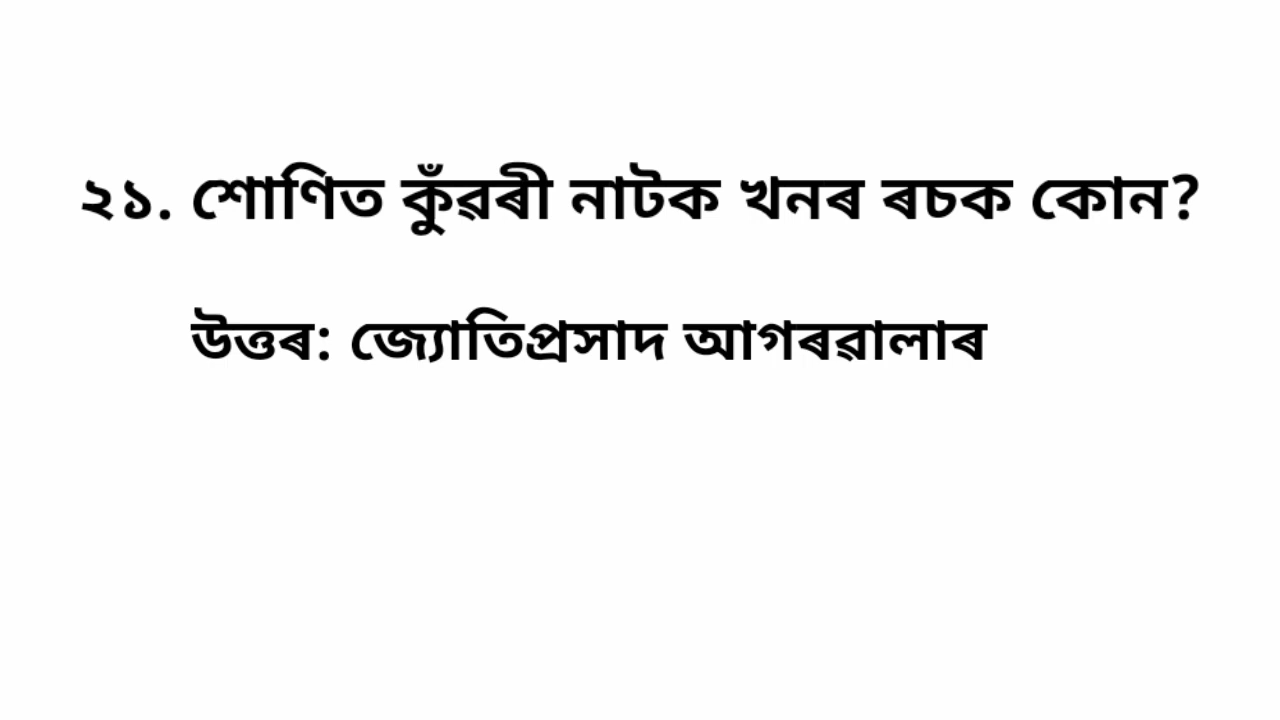 ২১. শোণিত কুঁৱৰী নাটক খনৰ ৰচক কোন?
উত্তৰ: জ্যোতিপ্ৰসাদ আগৰৱালাৰ